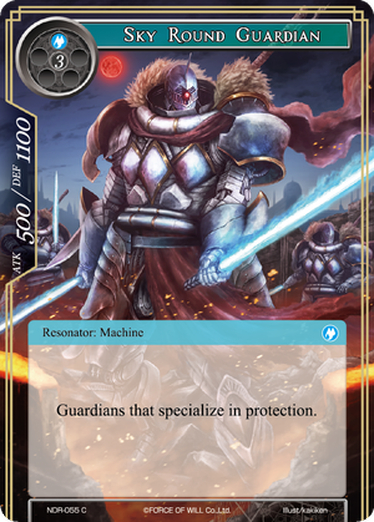 Sky Round Guardian
3
ATK 500 / DEF 1100
Resonator: Machine
Guardians that specialize in protection.
NDR-055 C ©FORCE OF WILL Co.,Ltd. Illust/kakiken